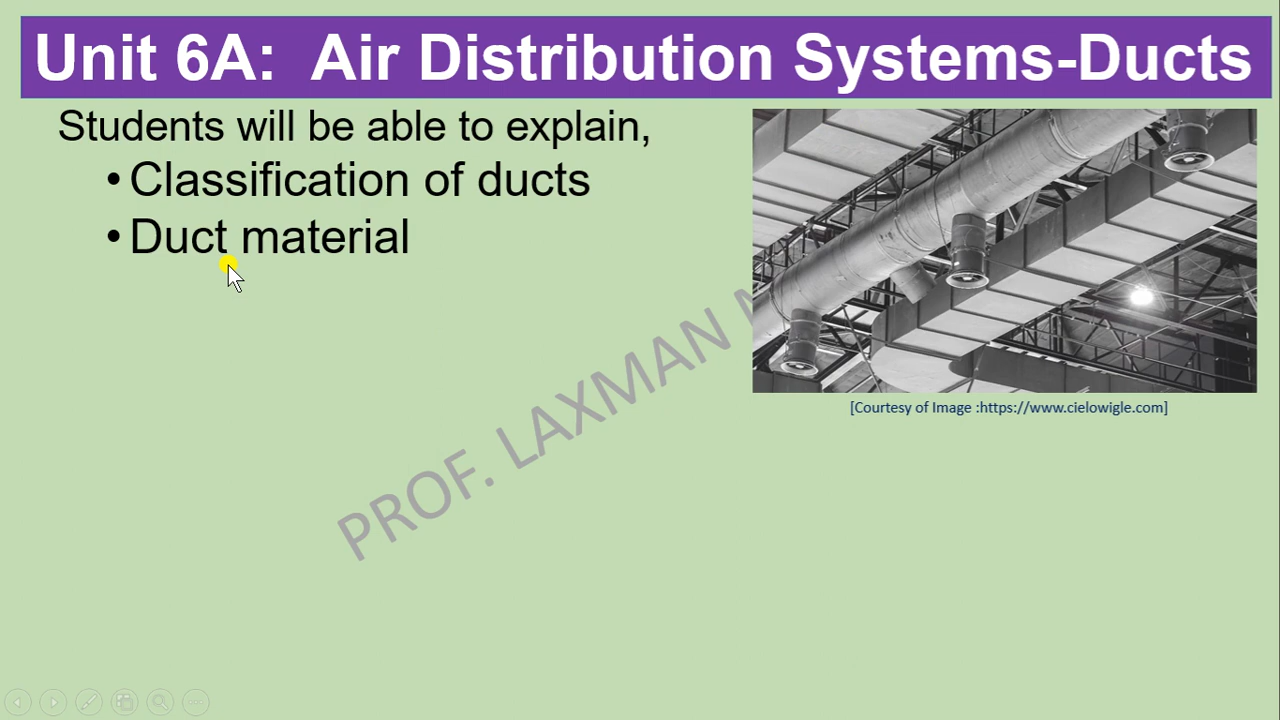 Unit 6A: Air Distribution Systems-Ducts
Students will be able to explain,
• Classification of ducts
• Duct material
[Courtesy of Image :https://www.cielowigle.com]
PROF. LAXMAN